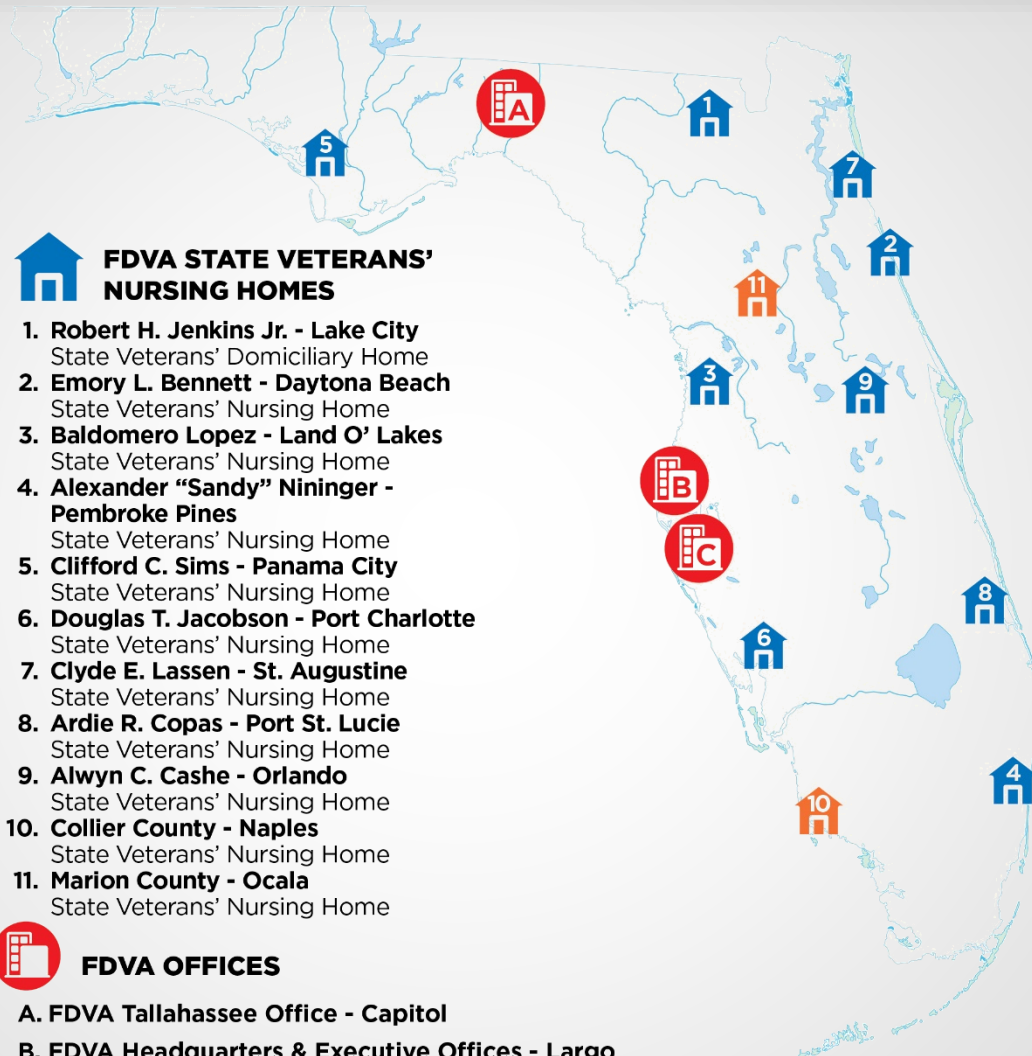 A
1
5
7
2
11
3
9
B
C
8
6
4
10
FDVA STATE VETERANS’
NURSING HOMES
1. Robert H. Jenkins Jr. - Lake City
State Veterans’ Domiciliary Home
2. Emory L. Bennett - Daytona Beach
State Veterans’ Nursing Home
3. Baldomero Lopez - Land O’ Lakes
State Veterans’ Nursing Home
4. Alexander “Sandy” Nininger -
Pembroke Pines
State Veterans’ Nursing Home
5. Clifford C. Sims - Panama City
State Veterans’ Nursing Home
6. Douglas T. Jacobson - Port Charlotte
State Veterans’ Nursing Home
7. Clyde E. Lassen - St. Augustine
State Veterans’ Nursing Home
8. Ardie R. Copas - Port St. Lucie
State Veterans’ Nursing Home
9. Alwyn C. Cashe - Orlando
State Veterans’ Nursing Home
10. Collier County - Naples
State Veterans’ Nursing Home
11. Marion County - Ocala
State Veterans’ Nursing Home
FDVA OFFICES
A. FDVA Tallahassee Office - Capitol
B. FDVA Headquarters & Executive Offices - Largo